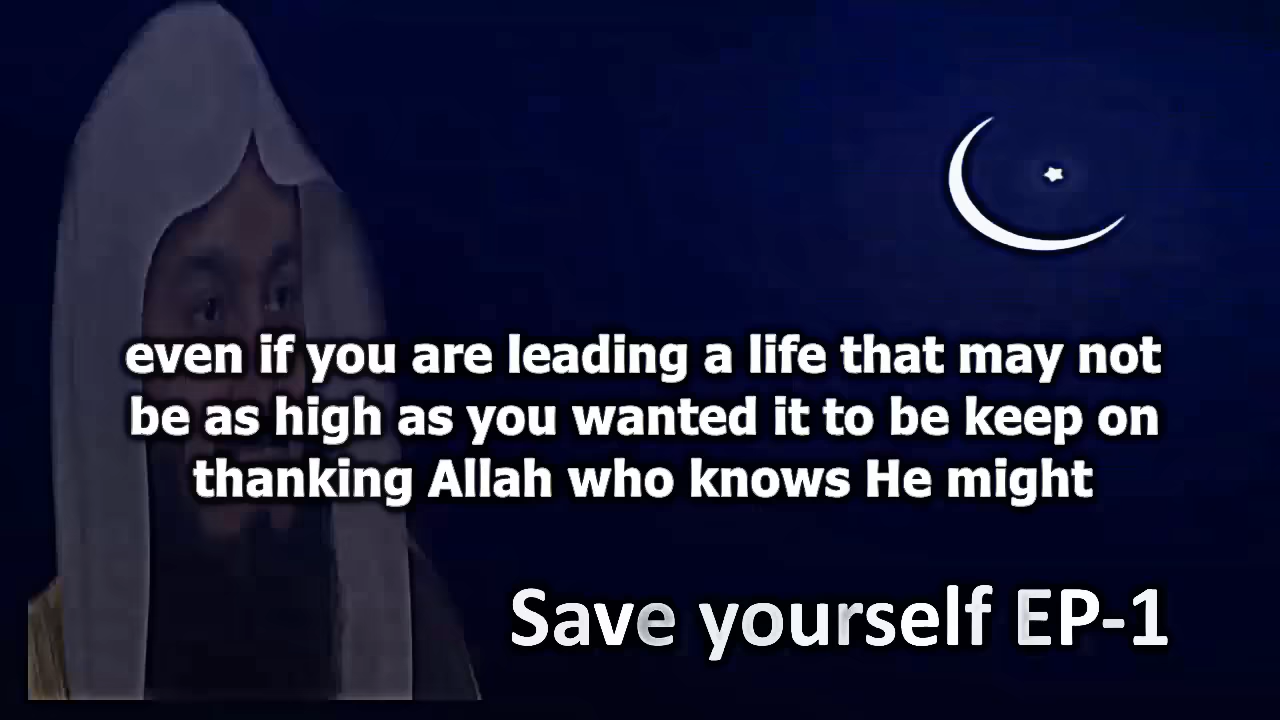 even if you are leading a life that may not
be as high as you wanted it to be keep on
thanking Allah who knows He might
Save yourself EP-1